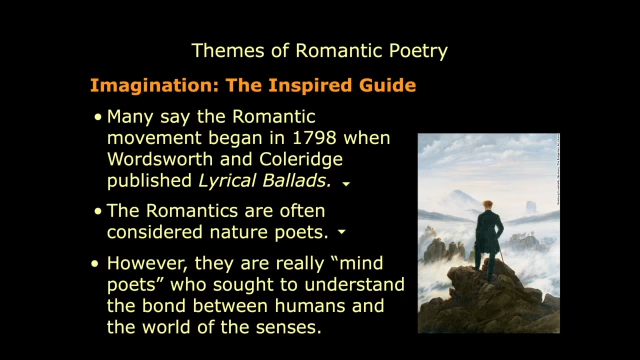 Themes of Romantic Poetry
Imagination: The Inspired Guide
• Many say the Romantic
movement began in 1798 when
Wordsworth and Coleridge
published Lyrical Ballads.
• The Romantics are often
considered nature poets.
• However, they are really “mind
poets” who sought to understand
the bond between humans and
the world of the senses.